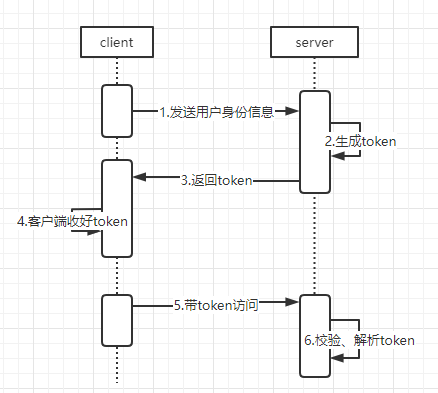 client
server
1.发送用户身份信息
2.生成token
3.返回token
4.客户端收好token
5.带token访问
6.校验、解析token